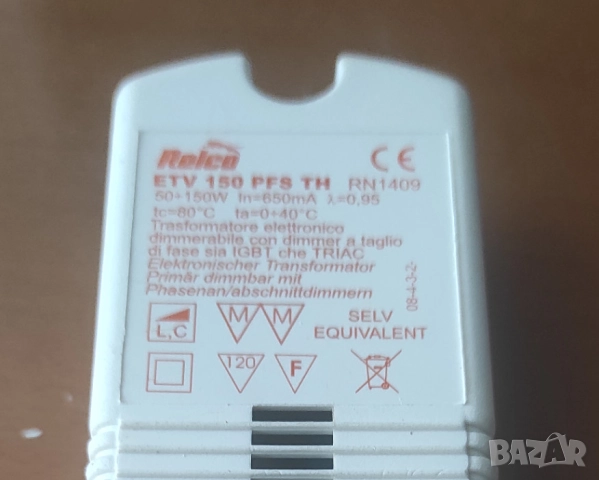 Relco
CE
ETV 150 PFS TH RN1409
50÷150W In=650mA λ=0,95
tc=80°C ta=0÷40°C
Trasformatore elettronico
dimmerabile con dimmer a taglio
di fase sia IGBT che TRIAC
Elektronischer Transformator
Primär dimmbar mit
Phasenan/abschnittdimmern
08-4-3-2-
L,C
M M
SELV
EQUIVALENT
120
F
BAZAR
bg